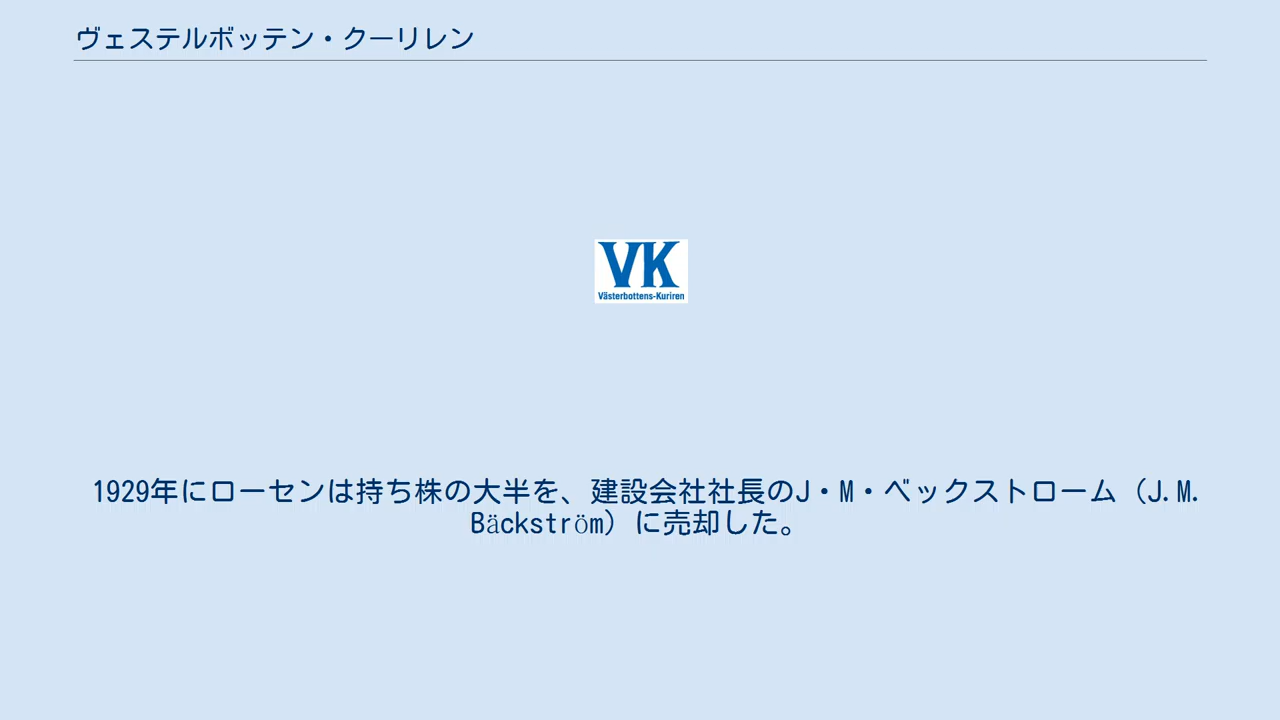 ヴェステルボッテン・クーリレン
VK
Västerbottens-Kuriren
1929年にローセンは持ち株の大半を、建設会社社長のJ・M・ベックストローム（J.M.
Bäckström）に売却した。